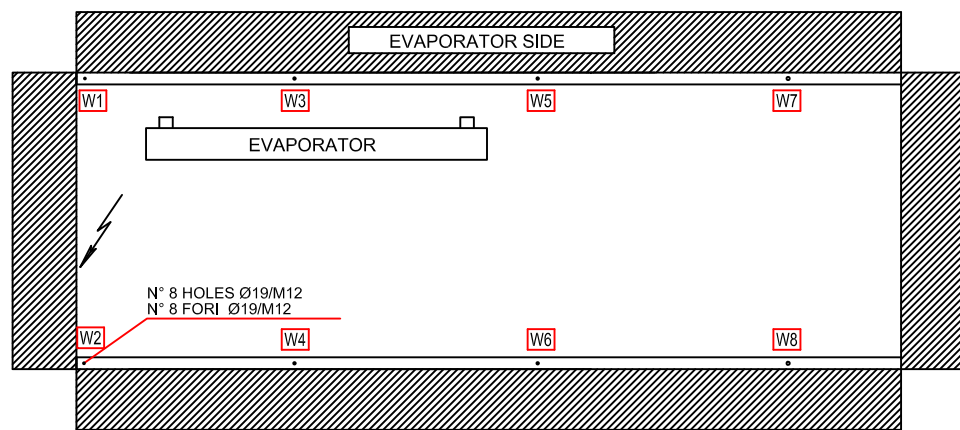 EVAPORATOR SIDE
W1
W3
W5
W7
EVAPORATOR
N° 8 HOLES Ø19/M12
N° 8 FORI Ø19/M12
W2
W4
W6
W8